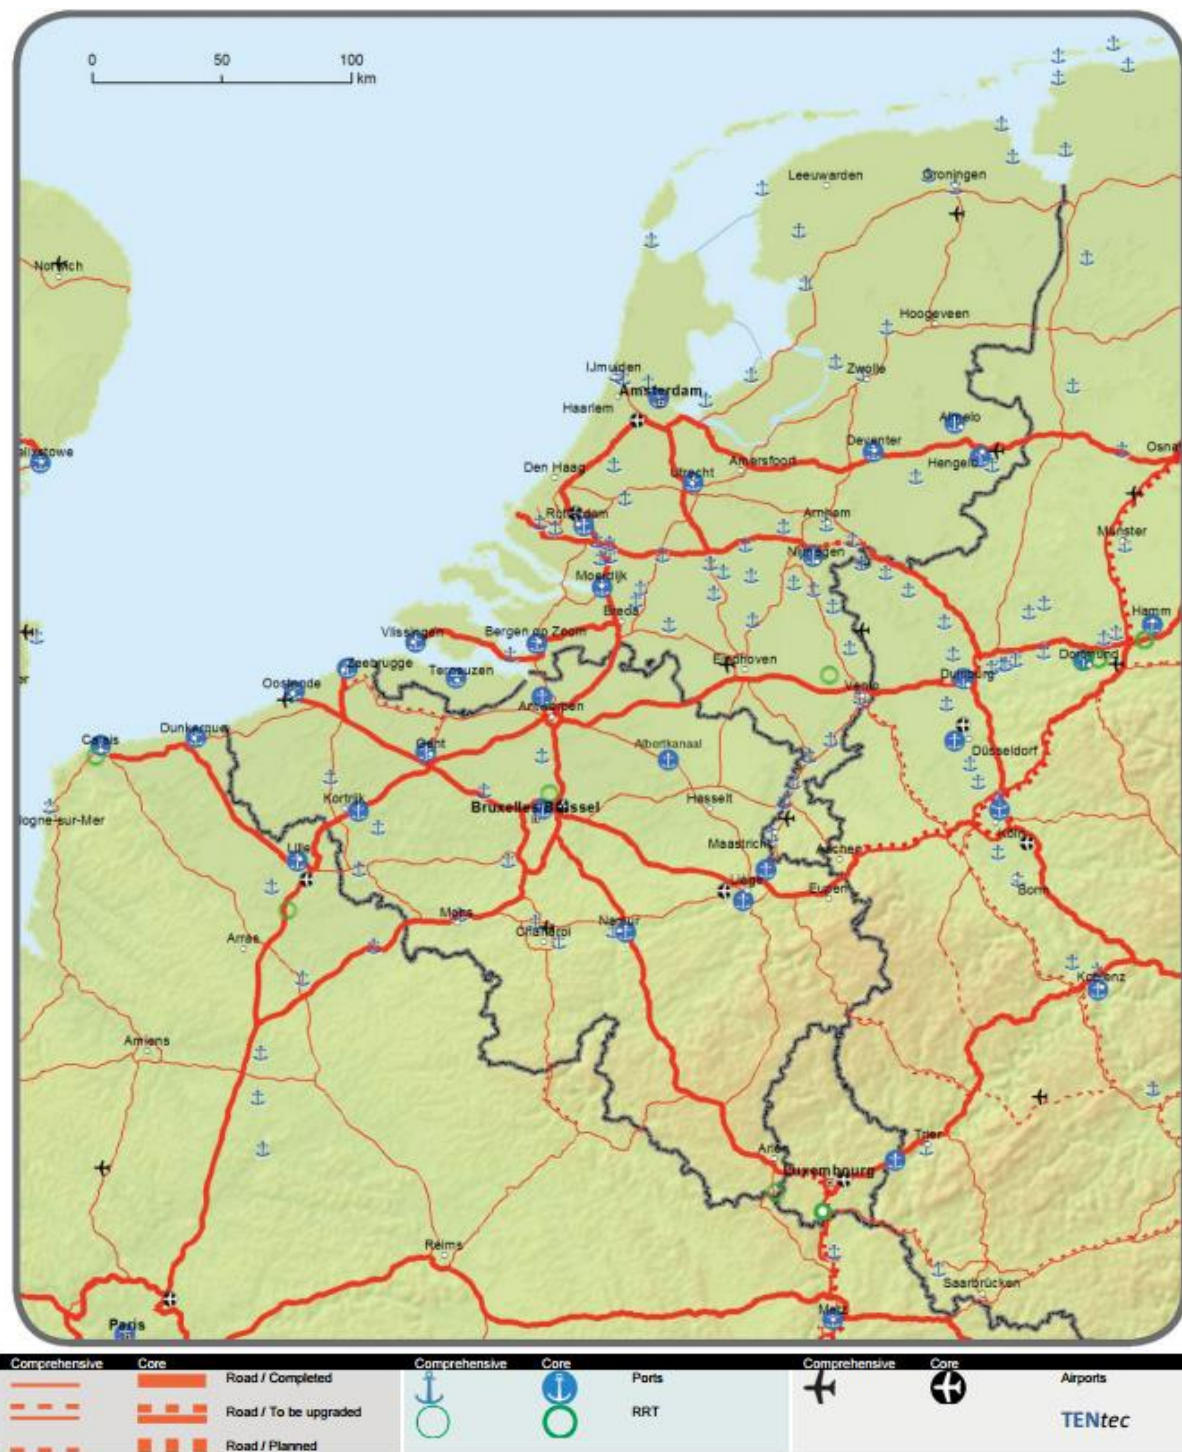 0 50 100
km
Leeuwarden
Groningen
Norwich
Hoogeveen
IJmuiden
Zwolle
Amsterdam
Haarlem
Almelo
elixstowe
Deventer
Osna
Den Haag
Utrecht
Amersfoort
Hengelo
Rotterdam
Arnhem
Münster
Nijmegen
Moerdijk
Breda
Hamm
Vlissingen
Bergen op Zoom
Zeebrugge
Terneuzen
Eindhoven
Dortmund
Oostende
Venlo
Duisburg
Antwerpen
Dunkerque
Calais
Gent
Albertkanaal
Düsseldorf
Kortrijk
Bruxelles/Brussel
Hasselt
logne-sur-Mer
Köln
Lille
Maastricht
Aachen
Liège
Eupen
Bonn
Mons
Arras
Charleroi
Namur
Koblenz
Amiens
Trier
Arlon
Luxembourg
Reims
Saarbrücken
Metz
Paris
Comprehensive Core Comprehensive Core Comprehensive Core
Road / Completed Ports Airports
Road / To be upgraded RRT TENtec
Road / Planned